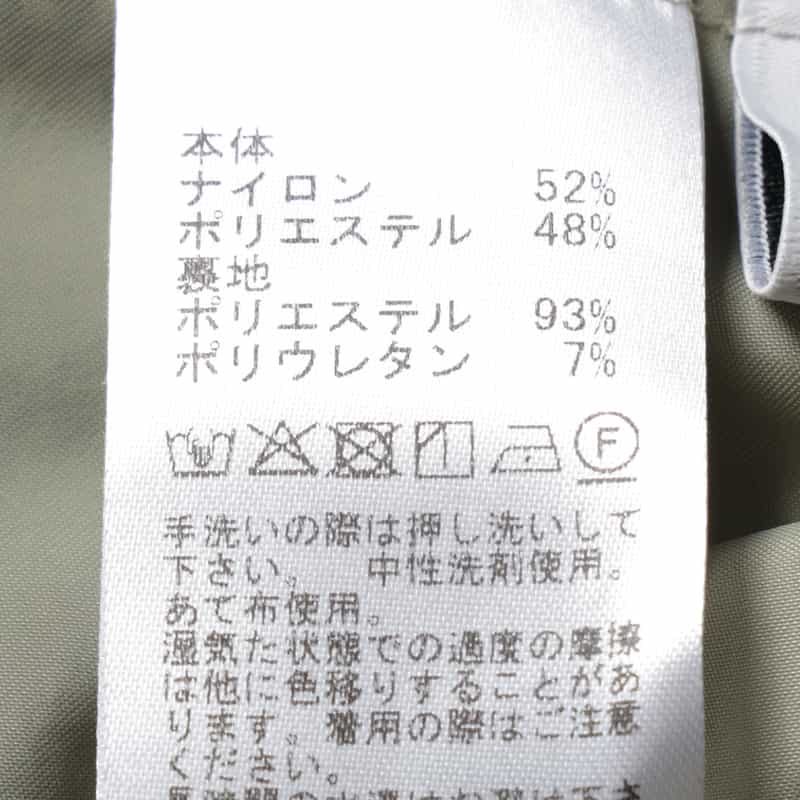 本体
ナイロン 52%
ポリエステル 48%
裏地
ポリエステル 93%
ポリウレタン 7%
F
手洗いの際は押し洗いして
下さい。 中性洗剤使用。
あて布使用。
湿気た状態での過度の摩擦
は他に色移りすることがあ
ります。着用の際はご注意
ください。